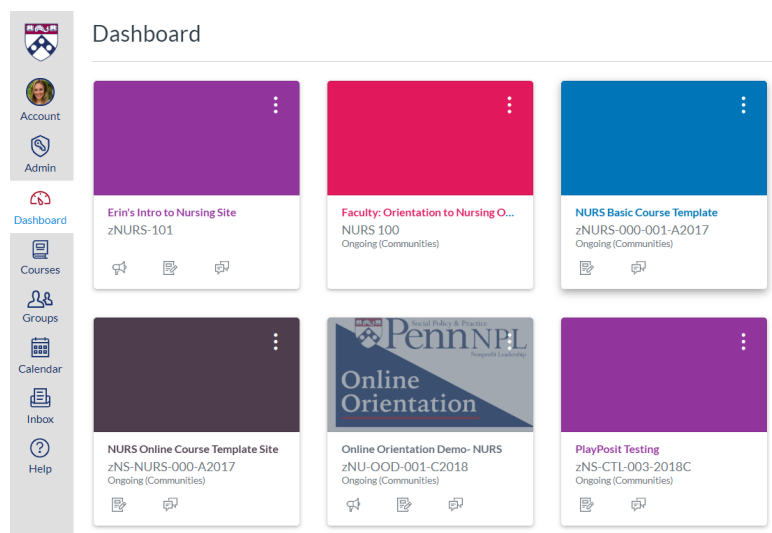 Dashboard
Account
Admin
Dashboard
Courses
Groups
Calendar
Inbox
Help
Erin's Intro to Nursing Site
zNURS-101
Faculty: Orientation to Nursing O...
NURS 100
Ongoing (Communities)
NURS Basic Course Template
zNURS-000-001-A2017
Ongoing (Communities)
NURS Online Course Template Site
zNS-NURS-000-A2017
Ongoing (Communities)
Social Policy & Practice
Penn NPL
Nonprofit Leadership
Online
Orientation
Online Orientation Demo- NURS
zNU-OOD-001-C2018
Ongoing (Communities)
PlayPosit Testing
zNS-CTL-003-2018C
Ongoing (Communities)